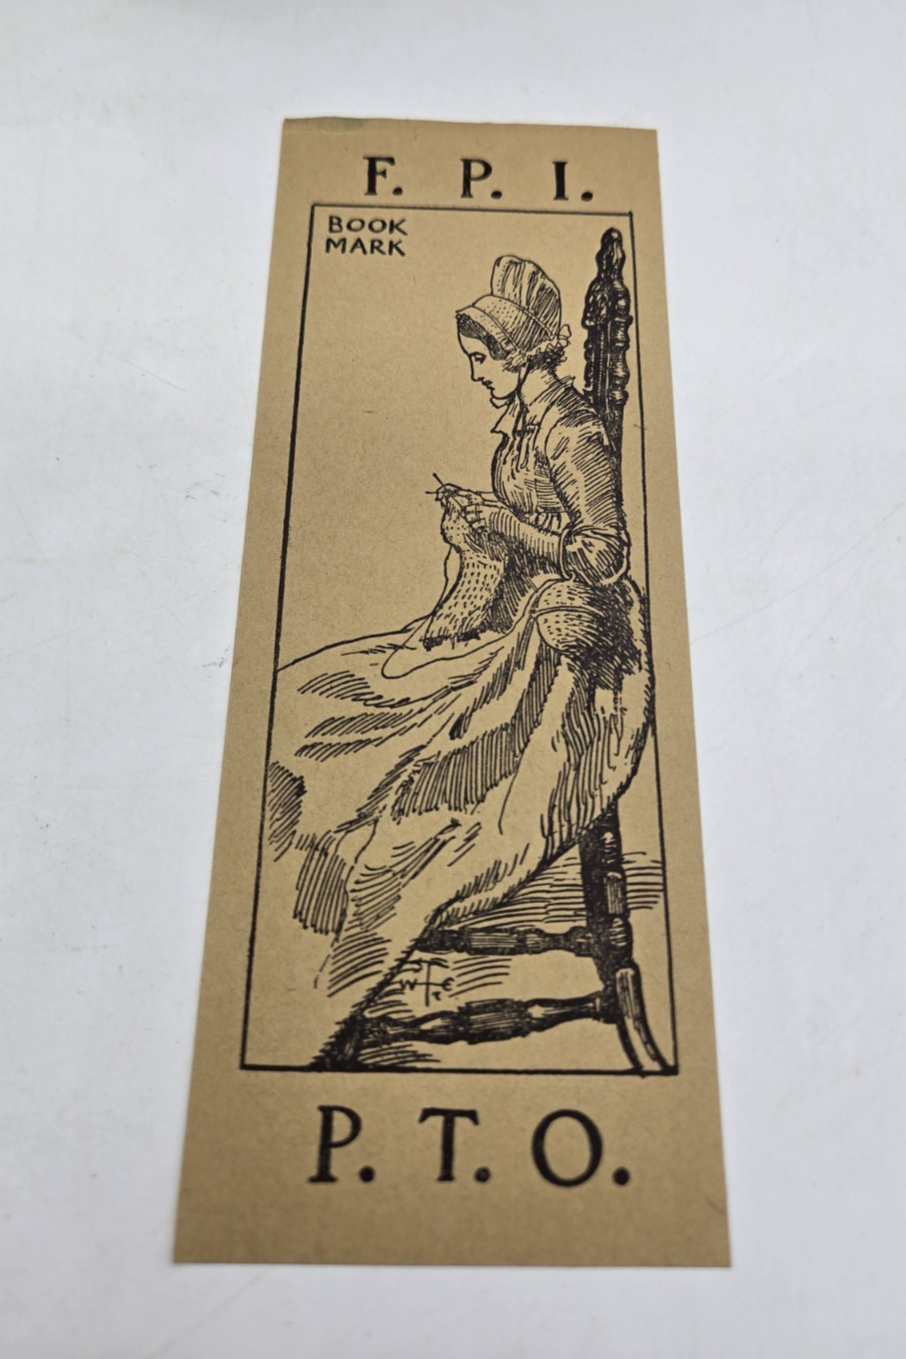 F. P. I.
BOOK
MARK
P. T. O.